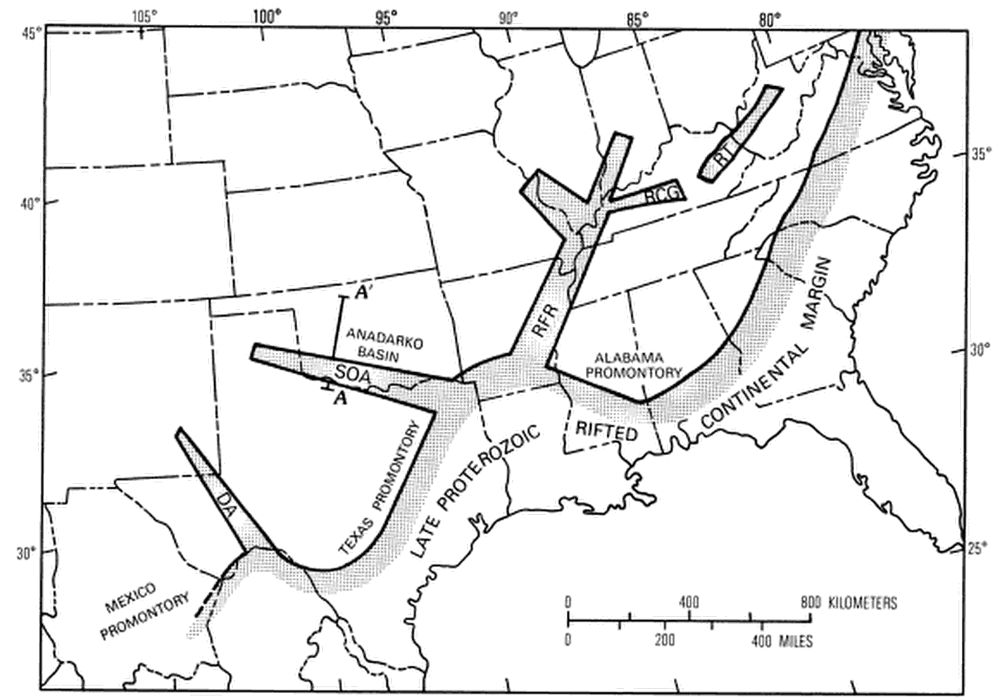 105° 100° 95° 90° 85° 80°
45°
35°
40°
RT
RCG
A'
ANADARKO
BASIN
RFR
MARGIN
30°
35°
SOA
A
ALABAMA
PROMONTORY
CONTINENTAL
RIFTED
TEXAS PROMONTORY
LATE PROTEROZOIC
DA
30°
25°
MEXICO
PROMONTORY
0 400 800 KILOMETERS
0 200 400 MILES